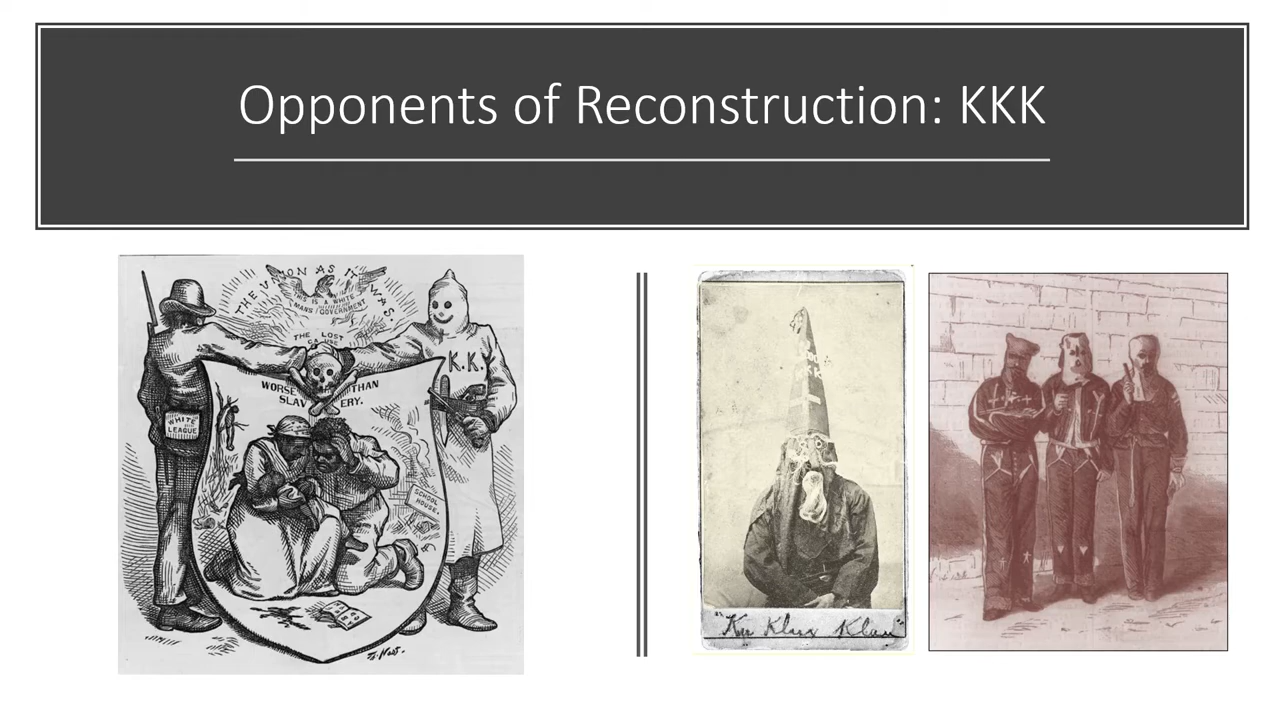 Opponents of Reconstruction: KKK
THE UNION AS IT WAS.
THIS IS A WHITE
MANS GOVERNMENT
THE LOST
CAUSE
WORSE THAN
SLAVERY.
K.K.K.
WHITE
LEAGUE
SCHOOL
HOUSE.
Th. Nast.
"Ku Klux Klan"